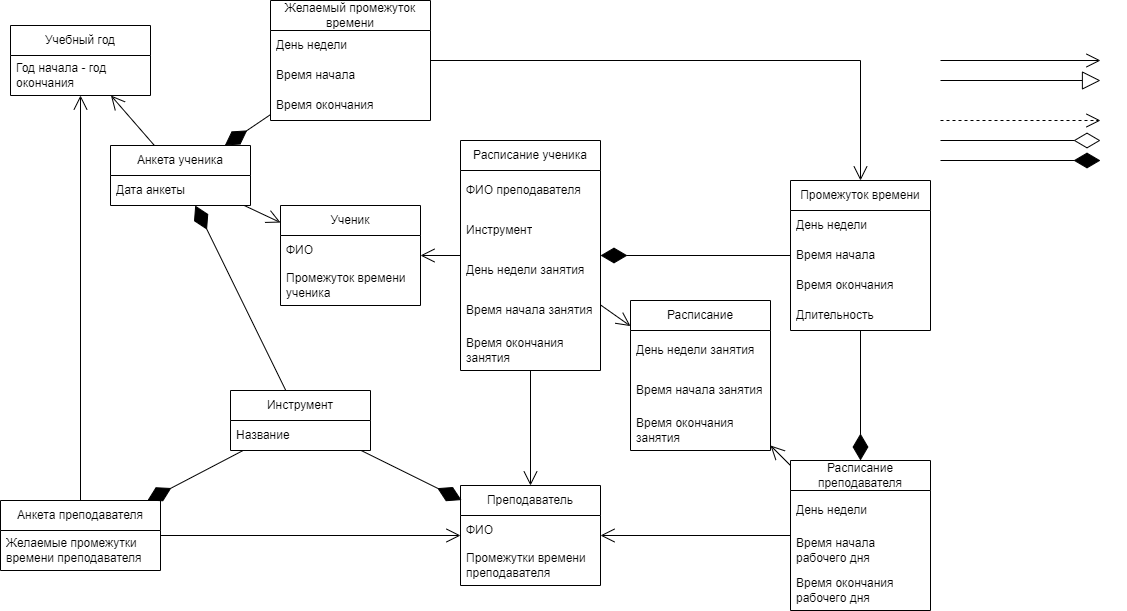 Желаемый промежуток
времени
День недели
Время начала
Время окончания
Учебный год
Год начала - год
окончания
Анкета ученика
Дата анкеты
Ученик
ФИО
Промежуток времени
ученика
Расписание ученика
ФИО преподавателя
Инструмент
День недели занятия
Время начала занятия
Время окончания
занятия
Промежуток времени
День недели
Время начала
Время окончания
Длительность
Расписание
День недели занятия
Время начала занятия
Время окончания
занятия
Инструмент
Название
Анкета преподавателя
Желаемые промежутки
времени преподавателя
Преподаватель
ФИО
Промежутки времени
преподавателя
Расписание
преподавателя
День недели
Время начала
рабочего дня
Время окончания
рабочего дня